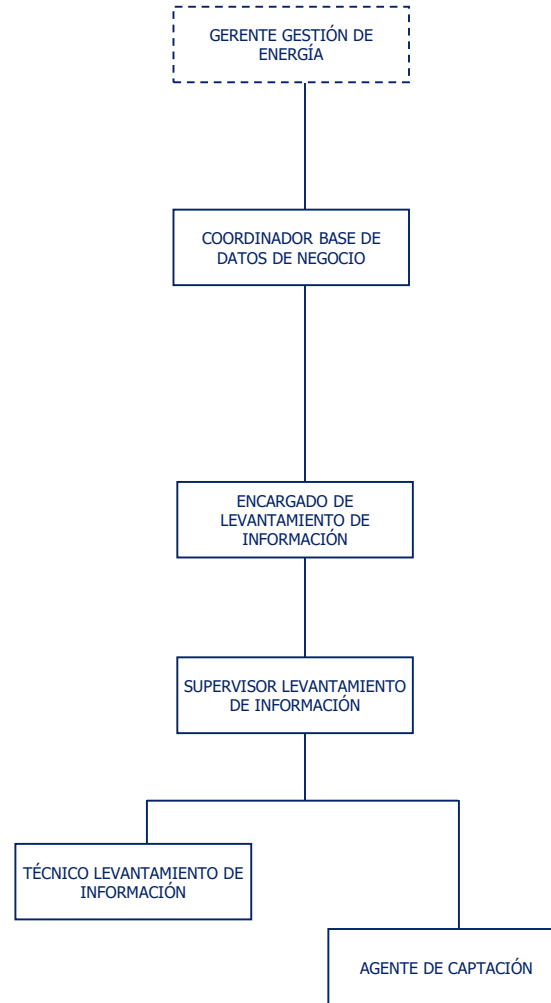 GERENTE GESTIÓN DE
ENERGÍA
COORDINADOR BASE DE
DATOS DE NEGOCIO
ENCARGADO DE
LEVANTAMIENTO DE
INFORMACIÓN
SUPERVISOR LEVANTAMIENTO
DE INFORMACIÓN
TÉCNICO LEVANTAMIENTO DE
INFORMACIÓN
AGENTE DE CAPTACIÓN